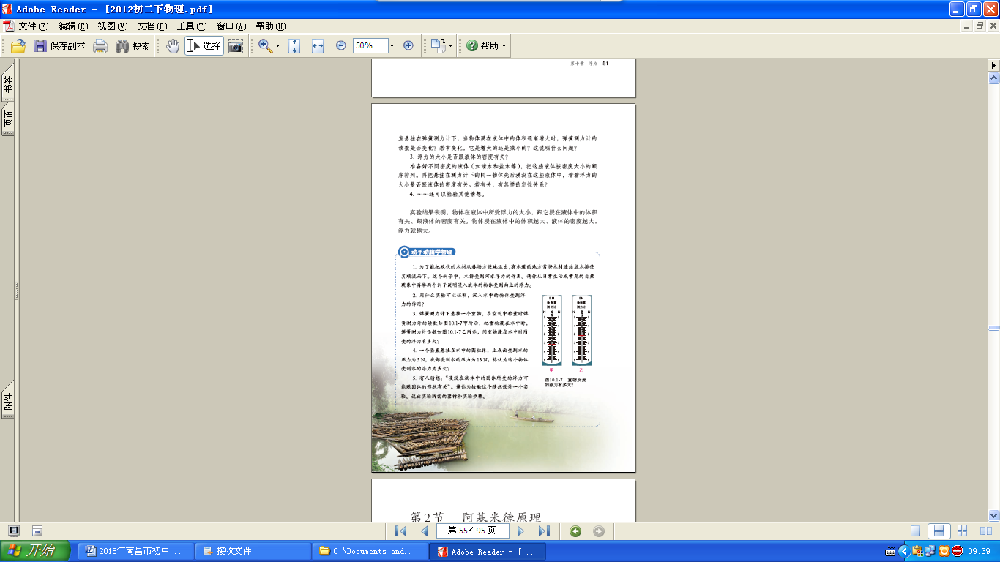 Adobe Reader - [2012初二下物理.pdf]
文件(F) 编辑(E) 视图(V) 文档(D) 工具(T) 窗口(W) 帮助(H)
保存副本 搜索 选择 50% 帮助
书签
页面
附件
第十章 浮力 51
直悬挂在弹簧测力计下。当物体浸在液体中的体积逐渐增大时，弹簧测力计的
读数是否变化？若有变化，它是增大的还是减小的？这说明什么问题？
3. 浮力的大小是否跟液体的密度有关？
准备好不同密度的液体（如清水和盐水等），把这些液体按密度大小的顺
序排列。再把悬挂在测力计下的同一物体先后浸没在这些液体中，看看浮力的
大小是否跟液体的密度有关。若有关，有怎样的定性关系？
4. ……还可以检验其他猜想。
实验结果表明，物体在液体中所受浮力的大小，跟它浸在液体中的体积
有关、跟液体的密度有关。物体浸在液体中的体积越大、液体的密度越大，
浮力就越大。
动手动脑学物理
1. 为了能把砍伐的木材从林场方便地运出，有水道的地方常将木材连结成木排使
其顺流而下。这个例子中，木排受到河水浮力的作用。请你从日常生活或常见的自然
现象中再举两个例子说明浸入液体的物体受到向上的浮力。
2. 用什么实验可以证明，沉入水中的物体受到浮
力的作用？
3. 弹簧测力计下悬挂一个重物，在空气中称量时弹
簧测力计的读数如图10.1-7甲所示，把重物浸在水中时，
弹簧测力计示数如图10.1-7乙所示，问重物浸在水中时所
受的浮力有多大？
4. 一个竖直悬挂在水中的圆柱体，上表面受到水的
压力为5 N，底部受到水的压力为13 N。你认为这个物体
受到水的浮力为多大？
5. 有人猜想：“浸没在液体中的固体所受的浮力可
能跟固体的形状有关”。请你为检验这个猜想设计一个实
验。说出实验所需的器材和实验步骤。
甲 乙
图10.1-7 重物所受
的浮力有多大？
第2节 阿基米德原理
第 55/ 95 页
开始 2018年南昌市初中... 接收文件 C:\Documents and... Adobe Reader - [... 09:39